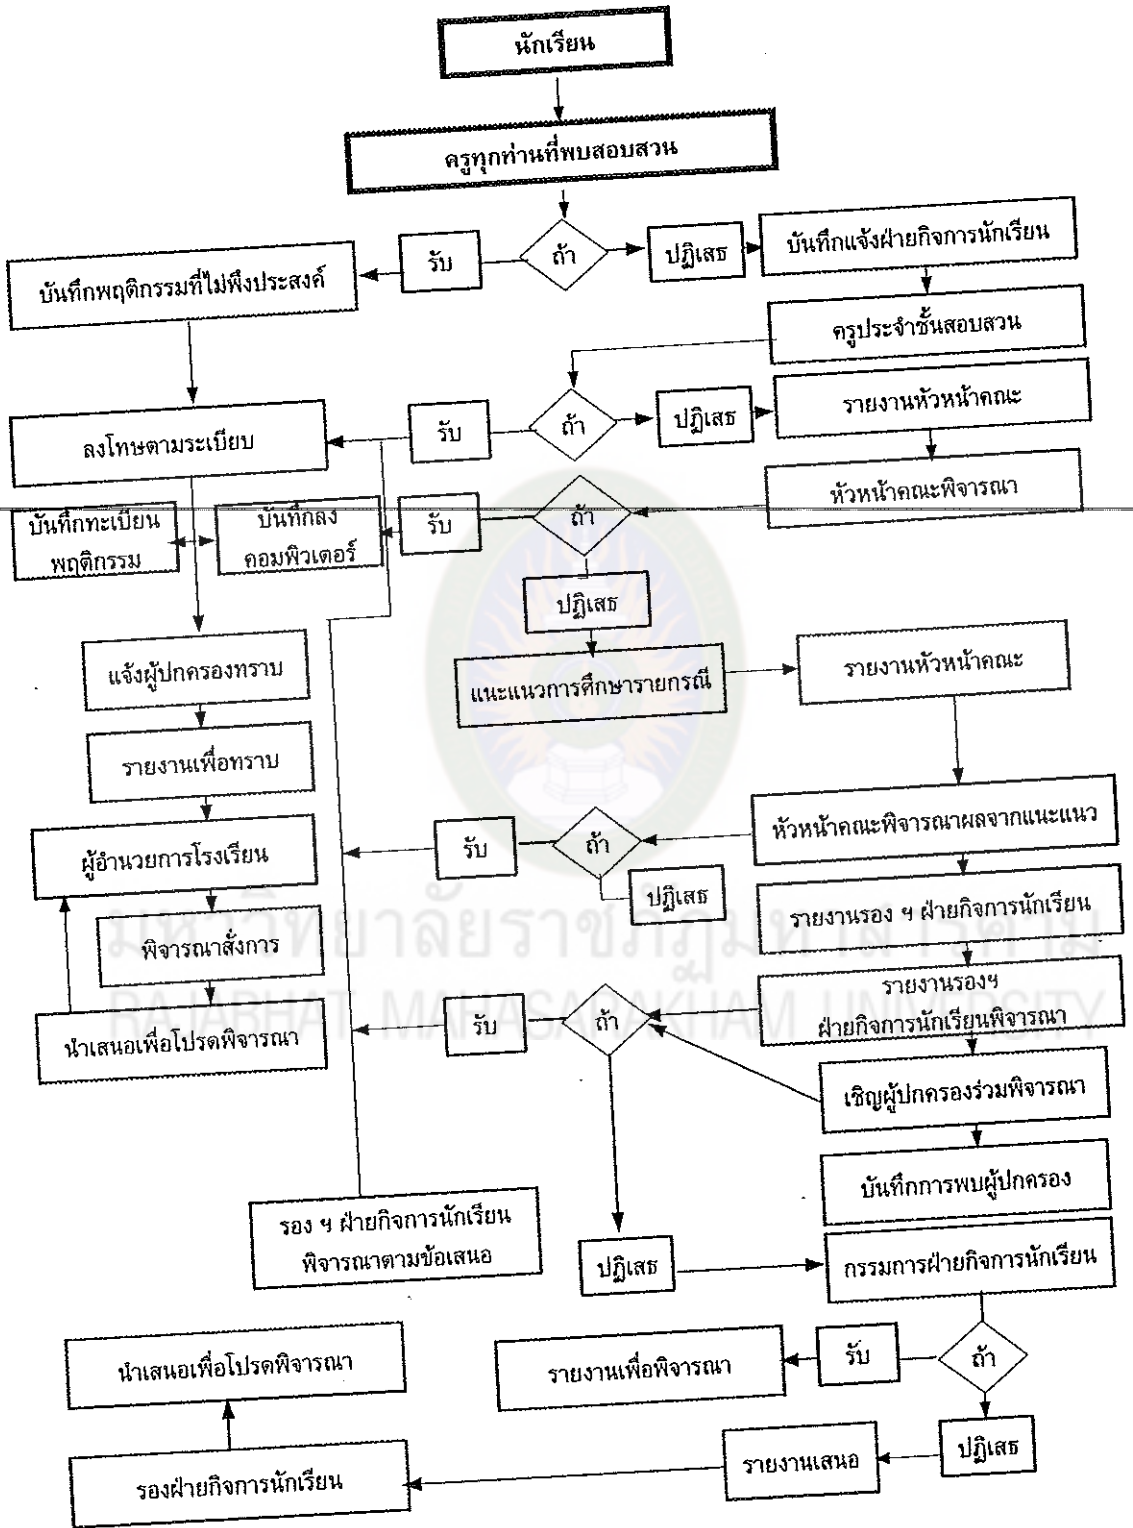 นักเรียน
ครูทุกท่านที่พบสอบสวน
บันทึกพฤติกรรมที่ไม่พึงประสงค์
รับ
ถ้า
ปฏิเสธ
บันทึกแจ้งฝ่ายกิจการนักเรียน
ครูประจำชั้นสอบสวน
ลงโทษตามระเบียบ
รับ
ถ้า
ปฏิเสธ
รายงานหัวหน้าคณะ
หัวหน้าคณะพิจารณา
บันทึกทะเบียน
พฤติกรรม
บันทึกลง
คอมพิวเตอร์
รับ
ถ้า
ปฏิเสธ
แจ้งผู้ปกครองทราบ
แนะแนวการศึกษารายกรณี
รายงานหัวหน้าคณะ
รายงานเพื่อทราบ
ผู้อำนวยการโรงเรียน
รับ
ถ้า
หัวหน้าคณะพิจารณาผลจากแนะแนว
ปฏิเสธ
รายงานรอง ฯ ฝ่ายกิจการนักเรียน
มหาวิทยาลัยราชภัฏมหาสารคาม
RAJABHAT MAHASARAKHAM UNIVERSITY
พิจารณาสั่งการ
นำเสนอเพื่อโปรดพิจารณา
รับ
ถ้า
รายงานรองฯ
ฝ่ายกิจการนักเรียนพิจารณา
เชิญผู้ปกครองร่วมพิจารณา
บันทึกการพบผู้ปกครอง
รอง ฯ ฝ่ายกิจการนักเรียน
พิจารณาตามข้อเสนอ
ปฏิเสธ
กรรมการฝ่ายกิจการนักเรียน
นำเสนอเพื่อโปรดพิจารณา
รายงานเพื่อพิจารณา
รับ
ถ้า
รองฝ่ายกิจการนักเรียน
รายงานเสนอ
ปฏิเสธ